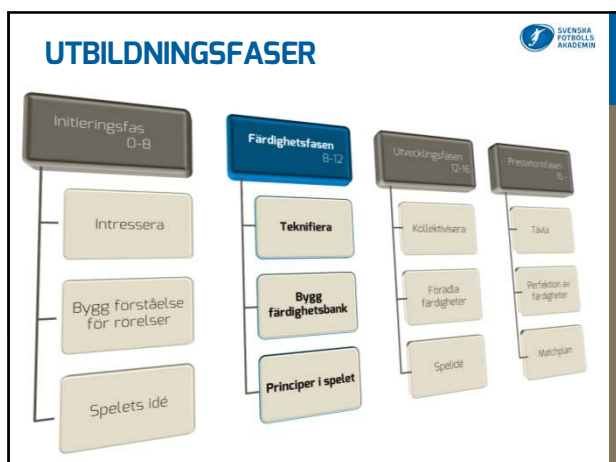 UTBILDNINGSFASER
SVENSKA
FOTBOLLS
AKADEMIN
Initieringsfas
0-8
Intressera
Bygg förståelse
för rörelser
Spelets idé
Färdighetsfasen
8-12
Teknifiera
Bygg
färdighetsbank
Principer i spelet
Utvecklingsfasen
12-16
Kollektivisera
Föradla
färdigheter
Spelidé
Prestationsfasen
16 -
Tävla
Perfektion av
färdigheter
Matchplan